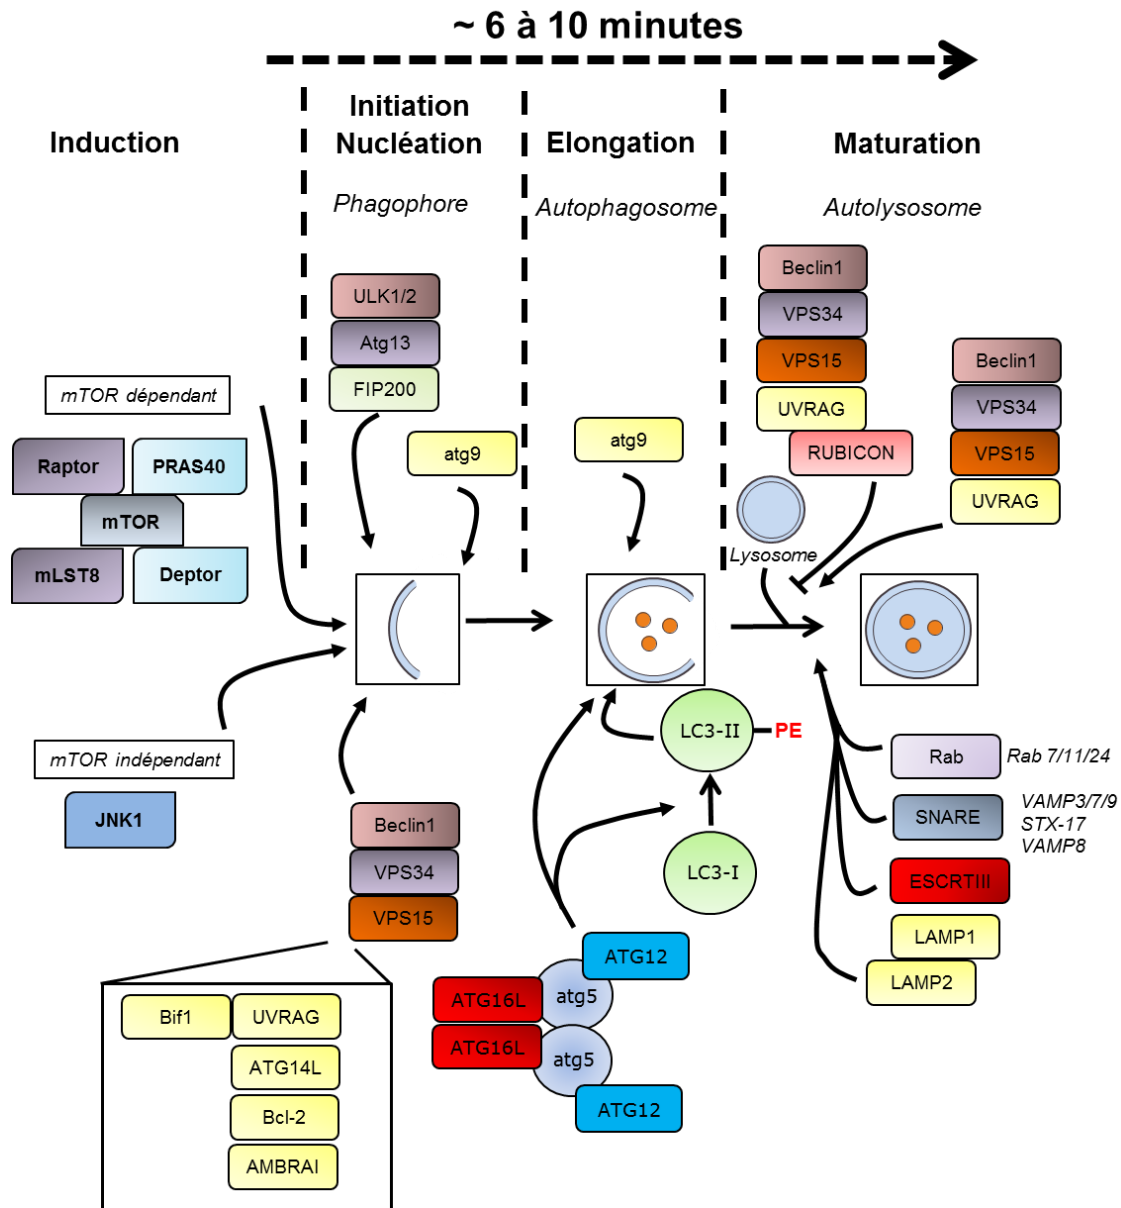 ~ 6 à 10 minutes
Induction
Initiation
Nucléation
Elongation
Maturation
Phagophore
Autophagosome
Autolysosome
mTOR dépendant
Raptor
PRAS40
mTOR
mLST8
Deptor
mTOR indépendant
JNK1
ULK1/2
Atg13
FIP200
atg9
Beclin1
VPS34
VPS15
Bif1
UVRAG
ATG14L
Bcl-2
AMBRAI
atg9
LC3-II
PE
LC3-I
ATG12
ATG16L
atg5
ATG16L
atg5
ATG12
Beclin1
VPS34
VPS15
UVRAG
RUBICON
Lysosome
Beclin1
VPS34
VPS15
UVRAG
Rab
Rab 7/11/24
SNARE
VAMP3/7/9
STX-17
VAMP8
ESCRTIII
LAMP1
LAMP2